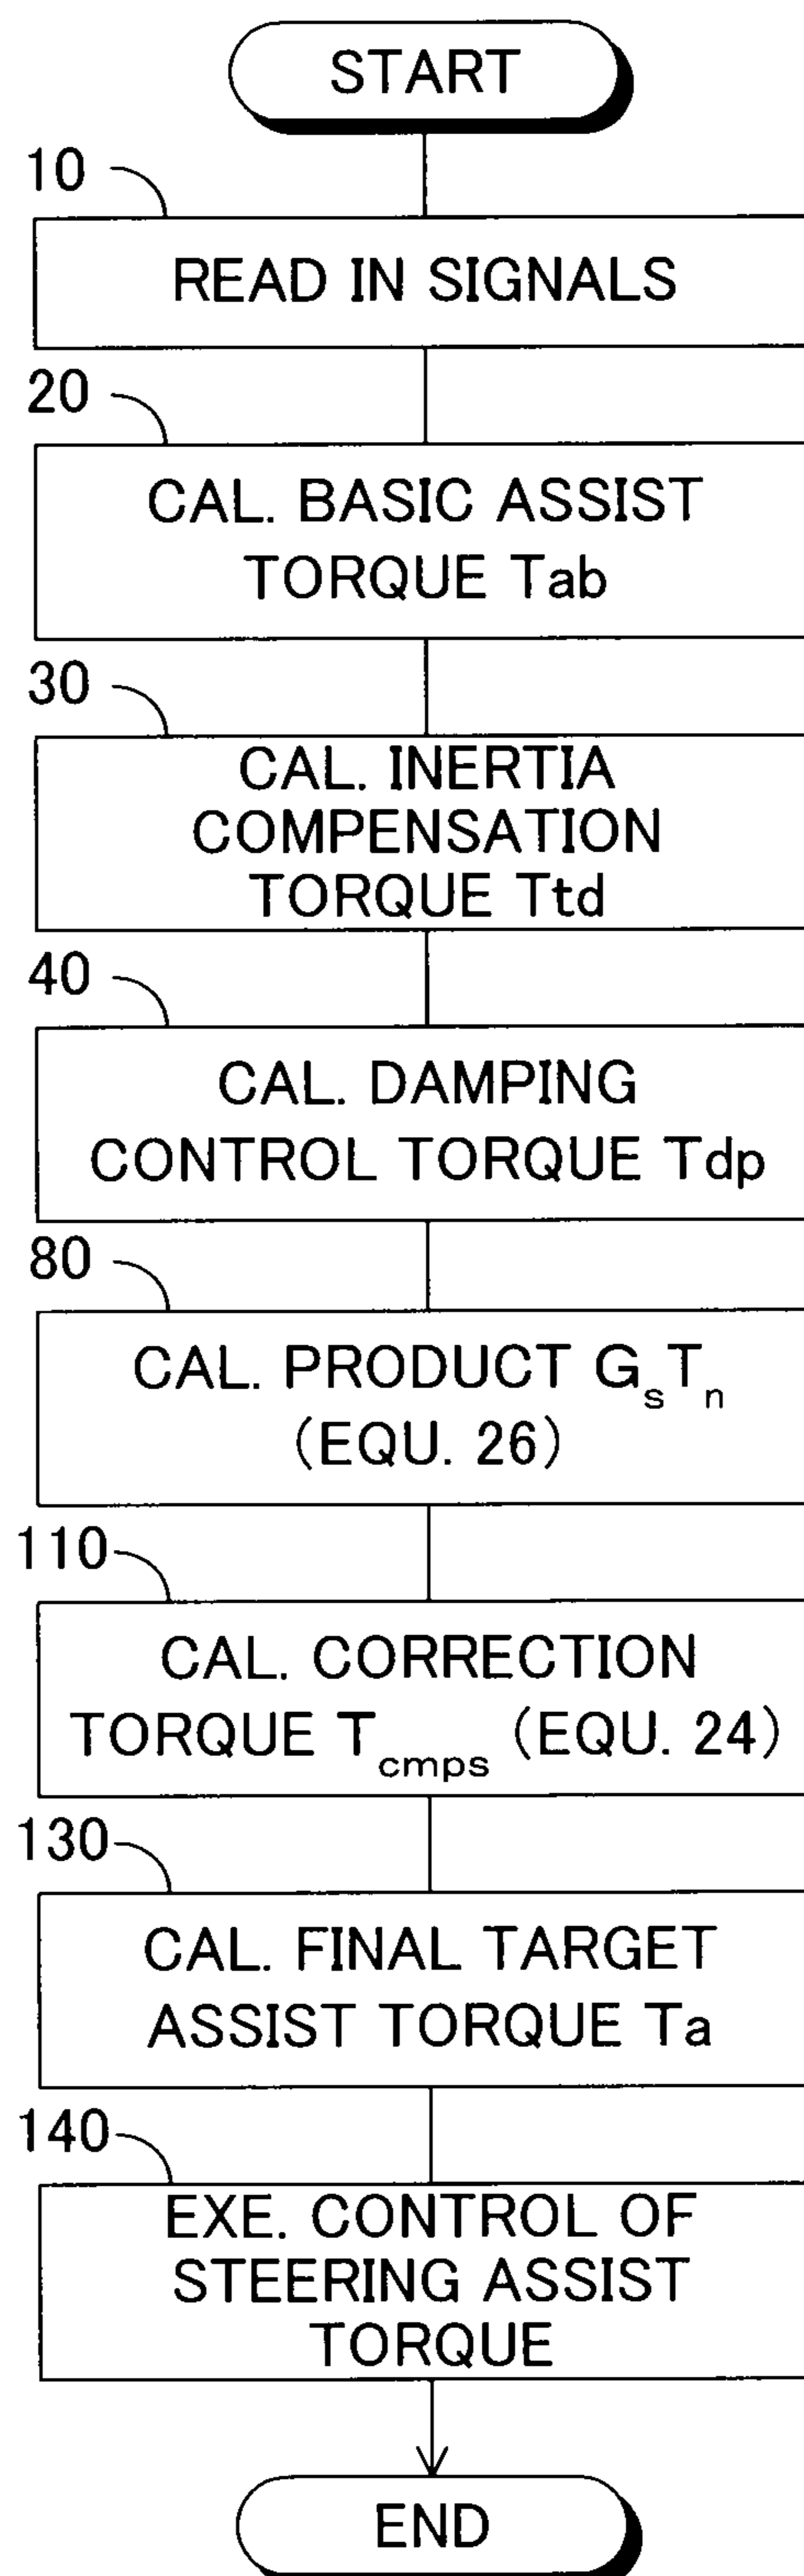 START
10
READ IN SIGNALS
20
CAL. BASIC ASSIST
TORQUE Tab
30
CAL. INERTIA
COMPENSATION
TORQUE Ttd
40
CAL. DAMPING
CONTROL TORQUE Tdp
80
CAL. PRODUCT GsTn
(EQU. 26)
110
CAL. CORRECTION
TORQUE Tcmps (EQU. 24)
130
CAL. FINAL TARGET
ASSIST TORQUE Ta
140
EXE. CONTROL OF
STEERING ASSIST
TORQUE
END